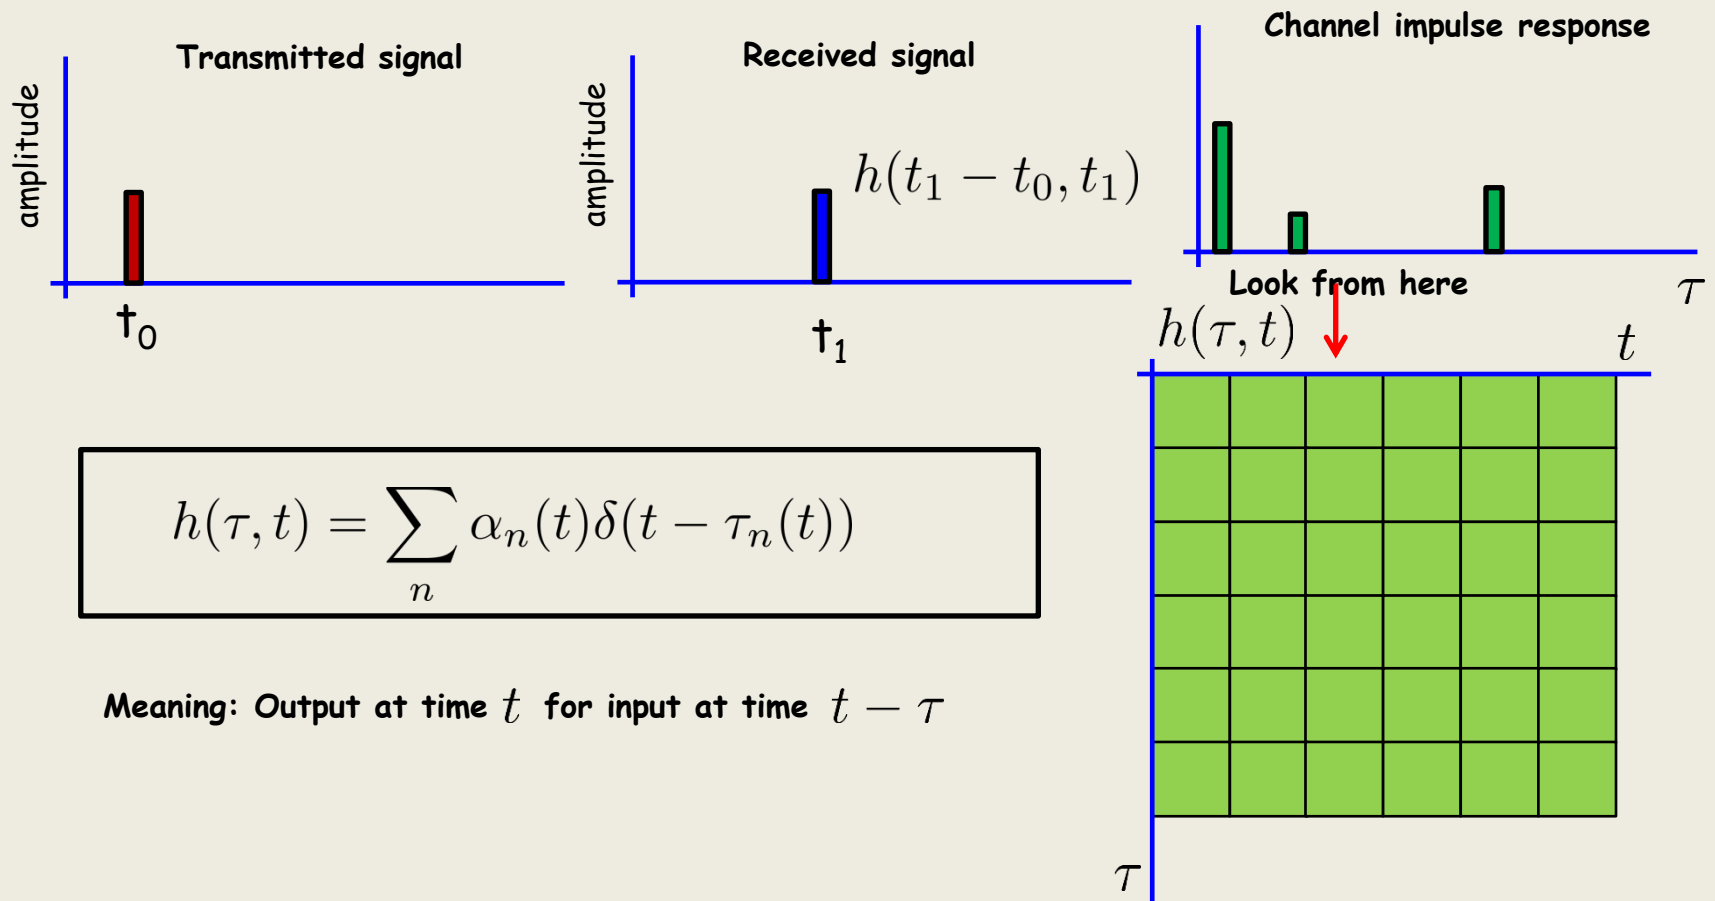 Channel impulse response
Transmitted signal
Received signal
amplitude
amplitude
h(t₁ − t₀, t₁)
t₀
t₁
Look from here
τ
h(τ, t)
t
h(τ, t) = ∑ₙ αₙ(t)δ(t − τₙ(t))
Meaning: Output at time t for input at time t − τ
τ